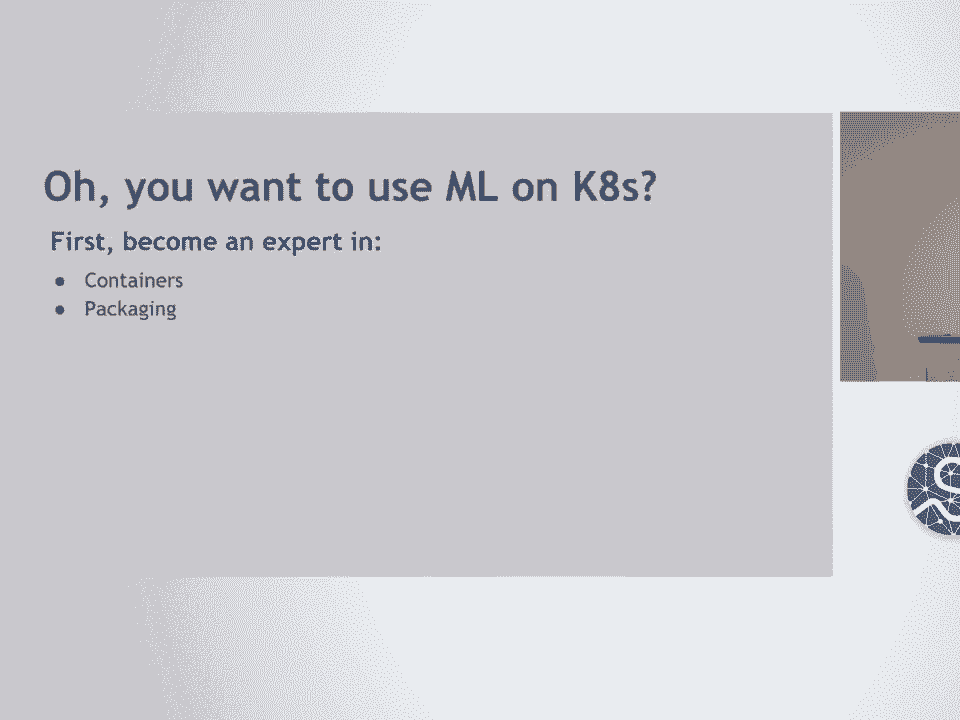 Oh, you want to use ML on K8s?
First, become an expert in:
● Containers
● Packaging